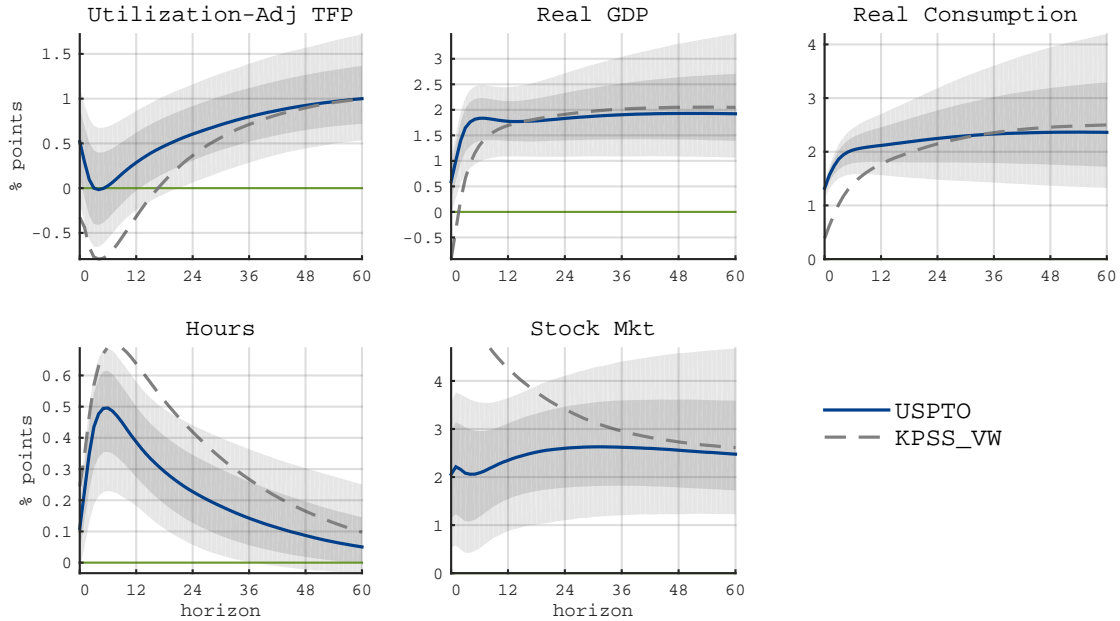 Utilization-Adj TFP
Real GDP
Real Consumption
% points
1.5
1
0.5
0
-0.5
0 12 24 36 48 60
3
2.5
2
1.5
1
0.5
0
-0.5
0 12 24 36 48 60
4
3
2
1
0
0 12 24 36 48 60
Hours
Stock Mkt
% points
0.6
0.5
0.4
0.3
0.2
0.1
0
0 12 24 36 48 60
horizon
4
3
2
1
0
0 12 24 36 48 60
horizon
USPTO
KPSS_VW